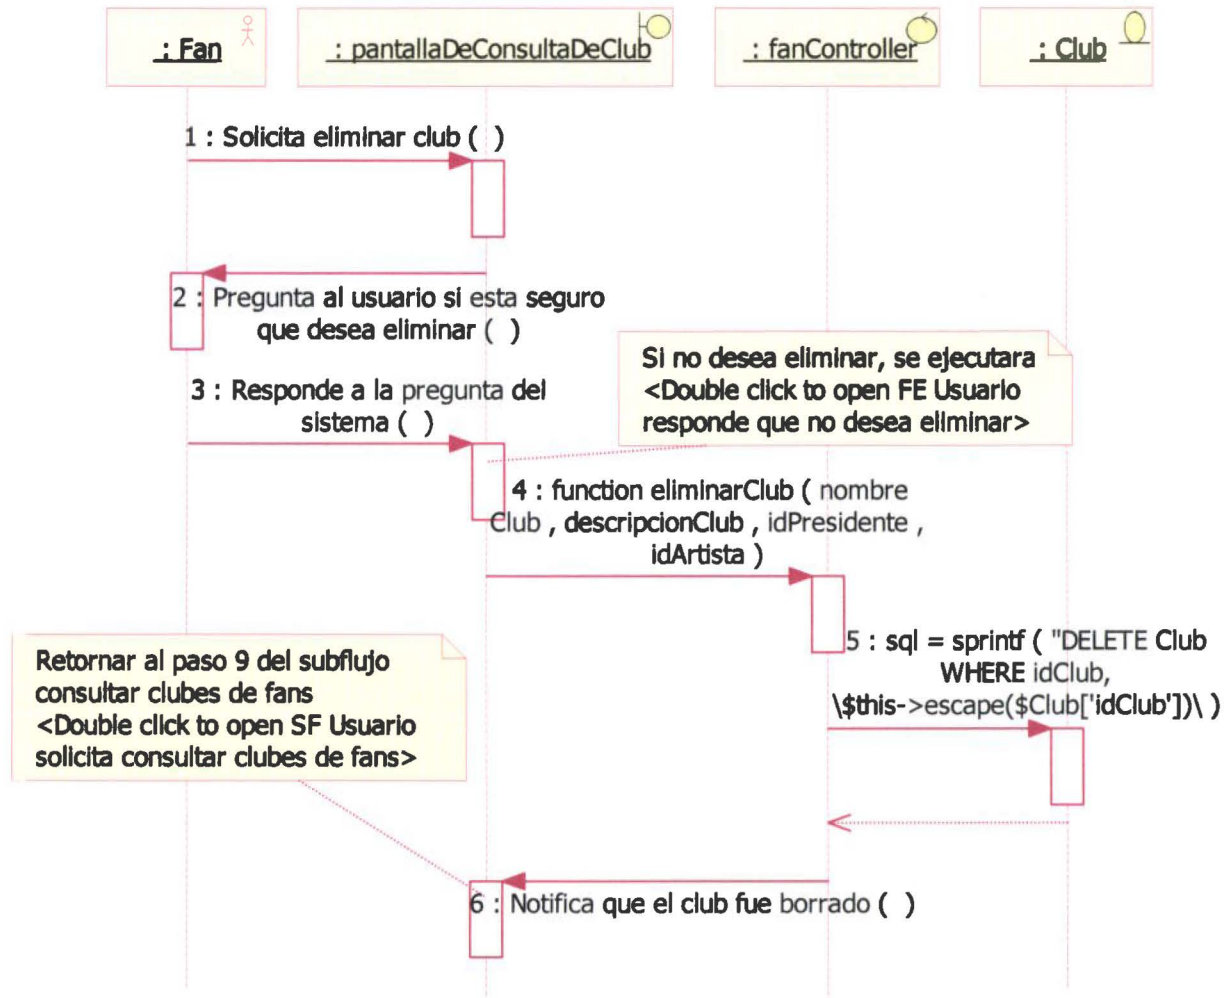 : Fan
: pantallaDeConsultaDeClub
: fanController
: Club
1 : Solicita eliminar club ( )
2 : Pregunta al usuario si esta seguro
que desea eliminar ( )
Si no desea eliminar, se ejecutara
<Double click to open FE Usuario
responde que no desea eliminar>
3 : Responde a la pregunta del
sistema ( )
4 : function eliminarClub ( nombre
Club , descripcionClub , idPresidente ,
idArtista )
5 : sql = sprintf ( "DELETE Club
WHERE idClub,
\$this->escape($Club['idClub'])\ )
Retornar al paso 9 del subflujo
consultar clubes de fans
<Double click to open SF Usuario
solicita consultar clubes de fans>
6 : Notifica que el club fue borrado ( )